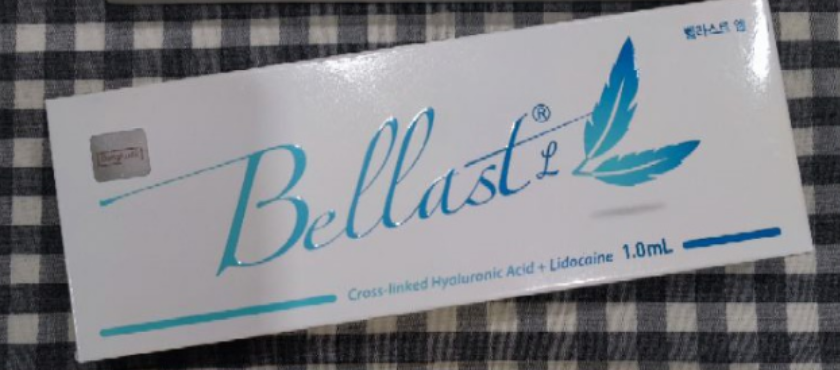 벨라스트 엘
Bellast® L
Cross-linked Hyaluronic Acid + Lidocaine 1.0mL